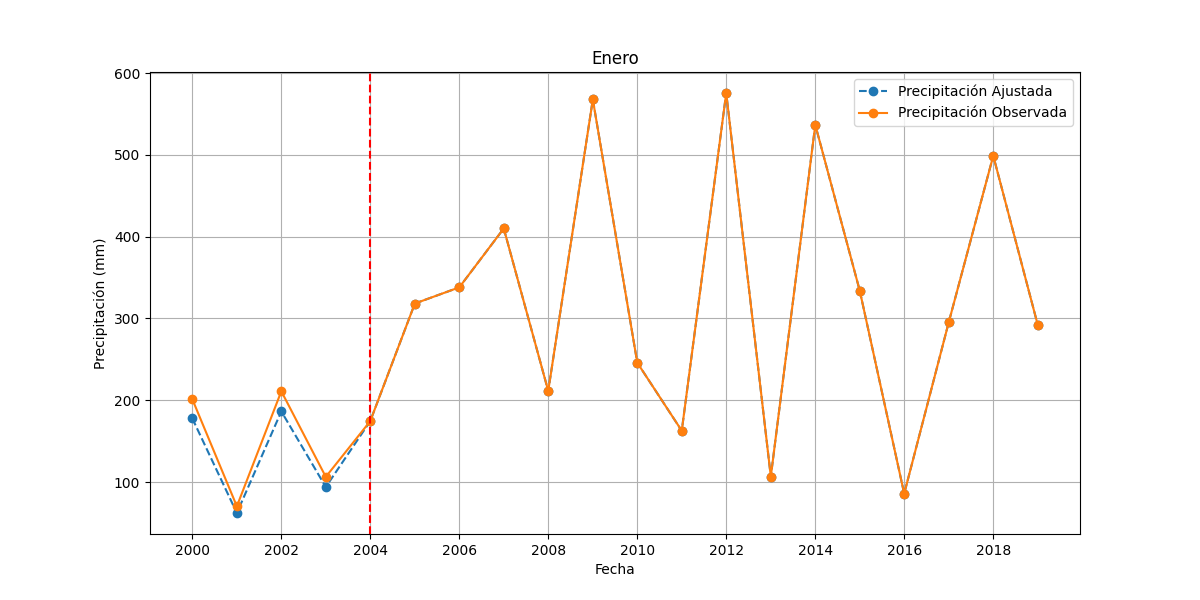 Enero
Precipitación (mm)
600
500
400
300
200
100
Precipitación Ajustada
Precipitación Observada
2000 2002 2004 2006 2008 2010 2012 2014 2016 2018
Fecha